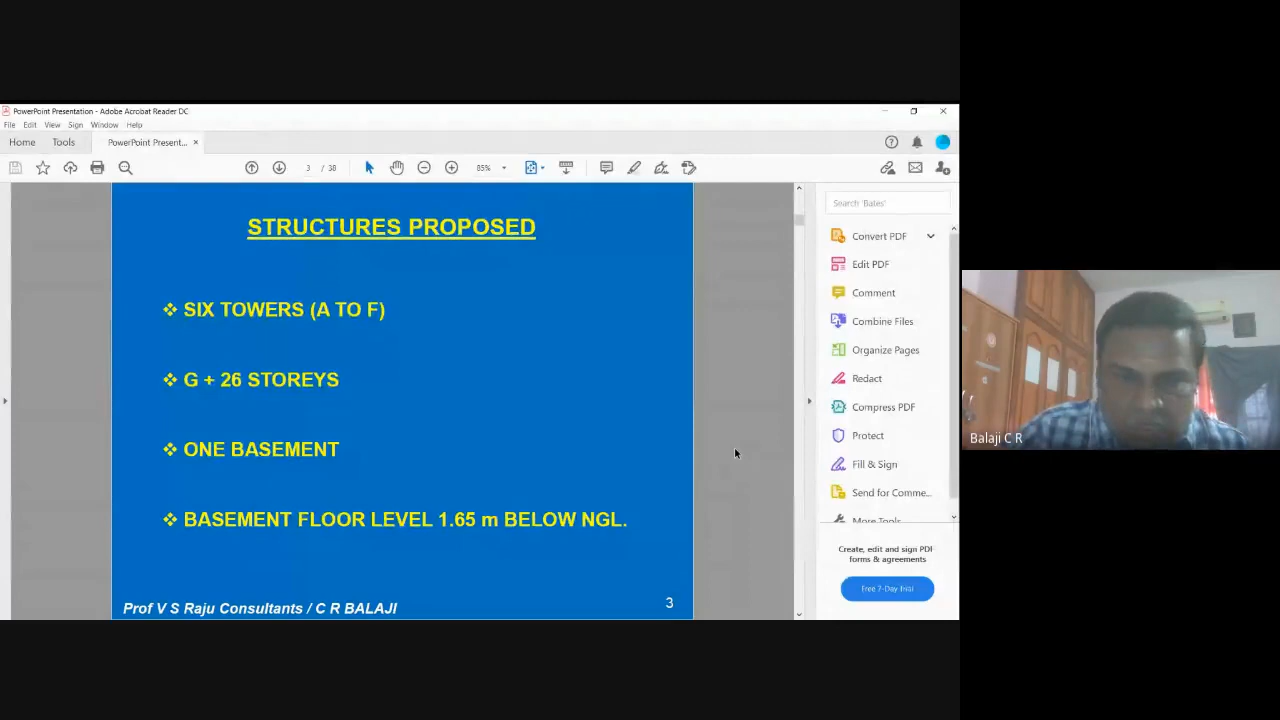 PowerPoint Presentation - Adobe Acrobat Reader DC
File Edit View Sign Window Help
Home Tools PowerPoint Present... ×
3 / 38 85%
STRUCTURES PROPOSED
❖ SIX TOWERS (A TO F)
❖ G + 26 STOREYS
❖ ONE BASEMENT
❖ BASEMENT FLOOR LEVEL 1.65 m BELOW NGL.
Prof V S Raju Consultants / C R BALAJI 3
Search 'Bates'
Convert PDF
Edit PDF
Comment
Combine Files
Organize Pages
Redact
Compress PDF
Protect
Fill & Sign
Send for Comme...
More Tools
Create, edit and sign PDF
forms & agreements
Free 7-Day Trial
Balaji C R